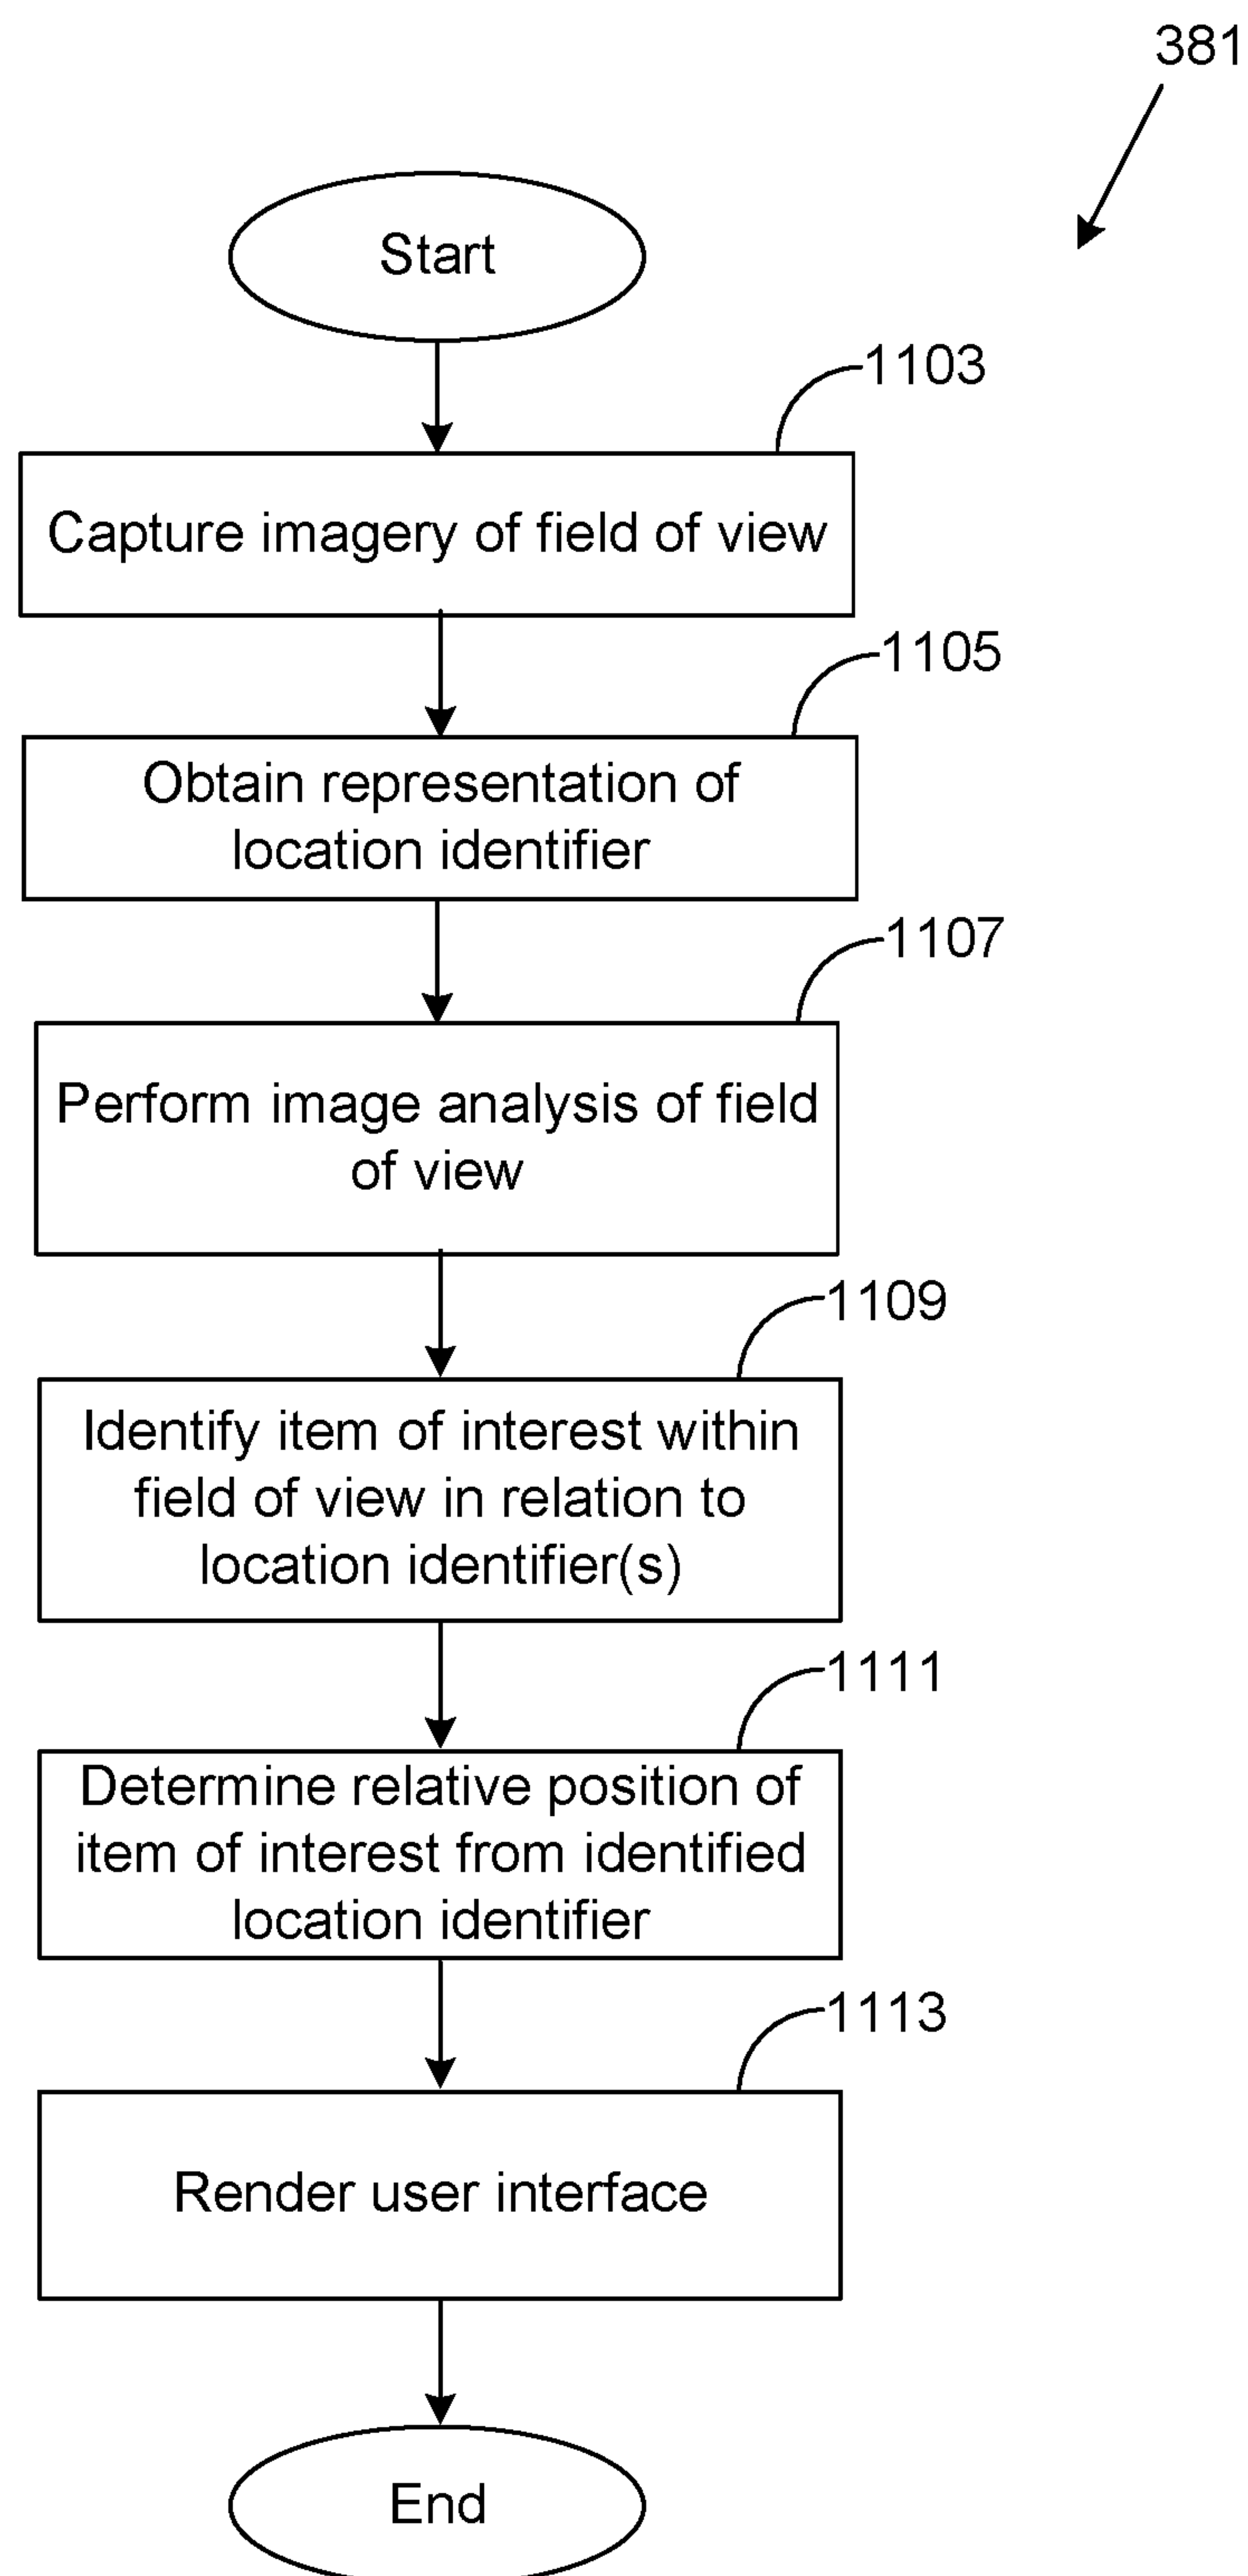 381
Start
1103
Capture imagery of field of view
1105
Obtain representation of
location identifier
1107
Perform image analysis of field
of view
1109
Identify item of interest within
field of view in relation to
location identifier(s)
1111
Determine relative position of
item of interest from identified
location identifier
1113
Render user interface
End